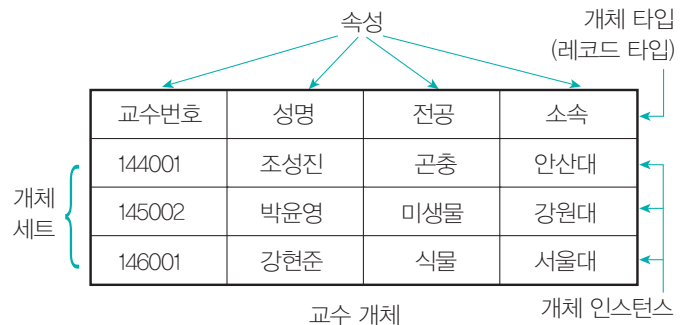 속성
개체 타입
(레코드 타입)
교수번호 성명 전공 소속
144001 조성진 곤충 안산대
145002 박윤영 미생물 강원대
146001 강현준 식물 서울대
개체
세트
교수 개체
개체 인스턴스